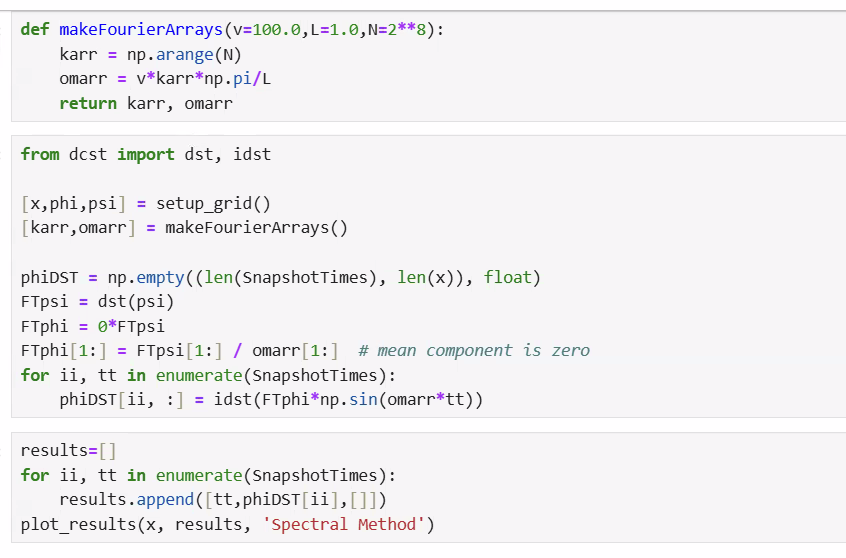 def makeFourierArrays(v=100.0,L=1.0,N=2**8):
    karr = np.arange(N)
    omarr = v*karr*np.pi/L
    return karr, omarr
from dcst import dst, idst
[x,phi,psi] = setup_grid()
[karr,omarr] = makeFourierArrays()
phiDST = np.empty((len(SnapshotTimes), len(x)), float)
FTpsi = dst(psi)
FTphi = 0*FTpsi
FTphi[1:] = FTpsi[1:] / omarr[1:]  # mean component is zero
for ii, tt in enumerate(SnapshotTimes):
    phiDST[ii, :] = idst(FTphi*np.sin(omarr*tt))
results=[]
for ii, tt in enumerate(SnapshotTimes):
    results.append([tt,phiDST[ii],[]])
plot_results(x, results, 'Spectral Method')